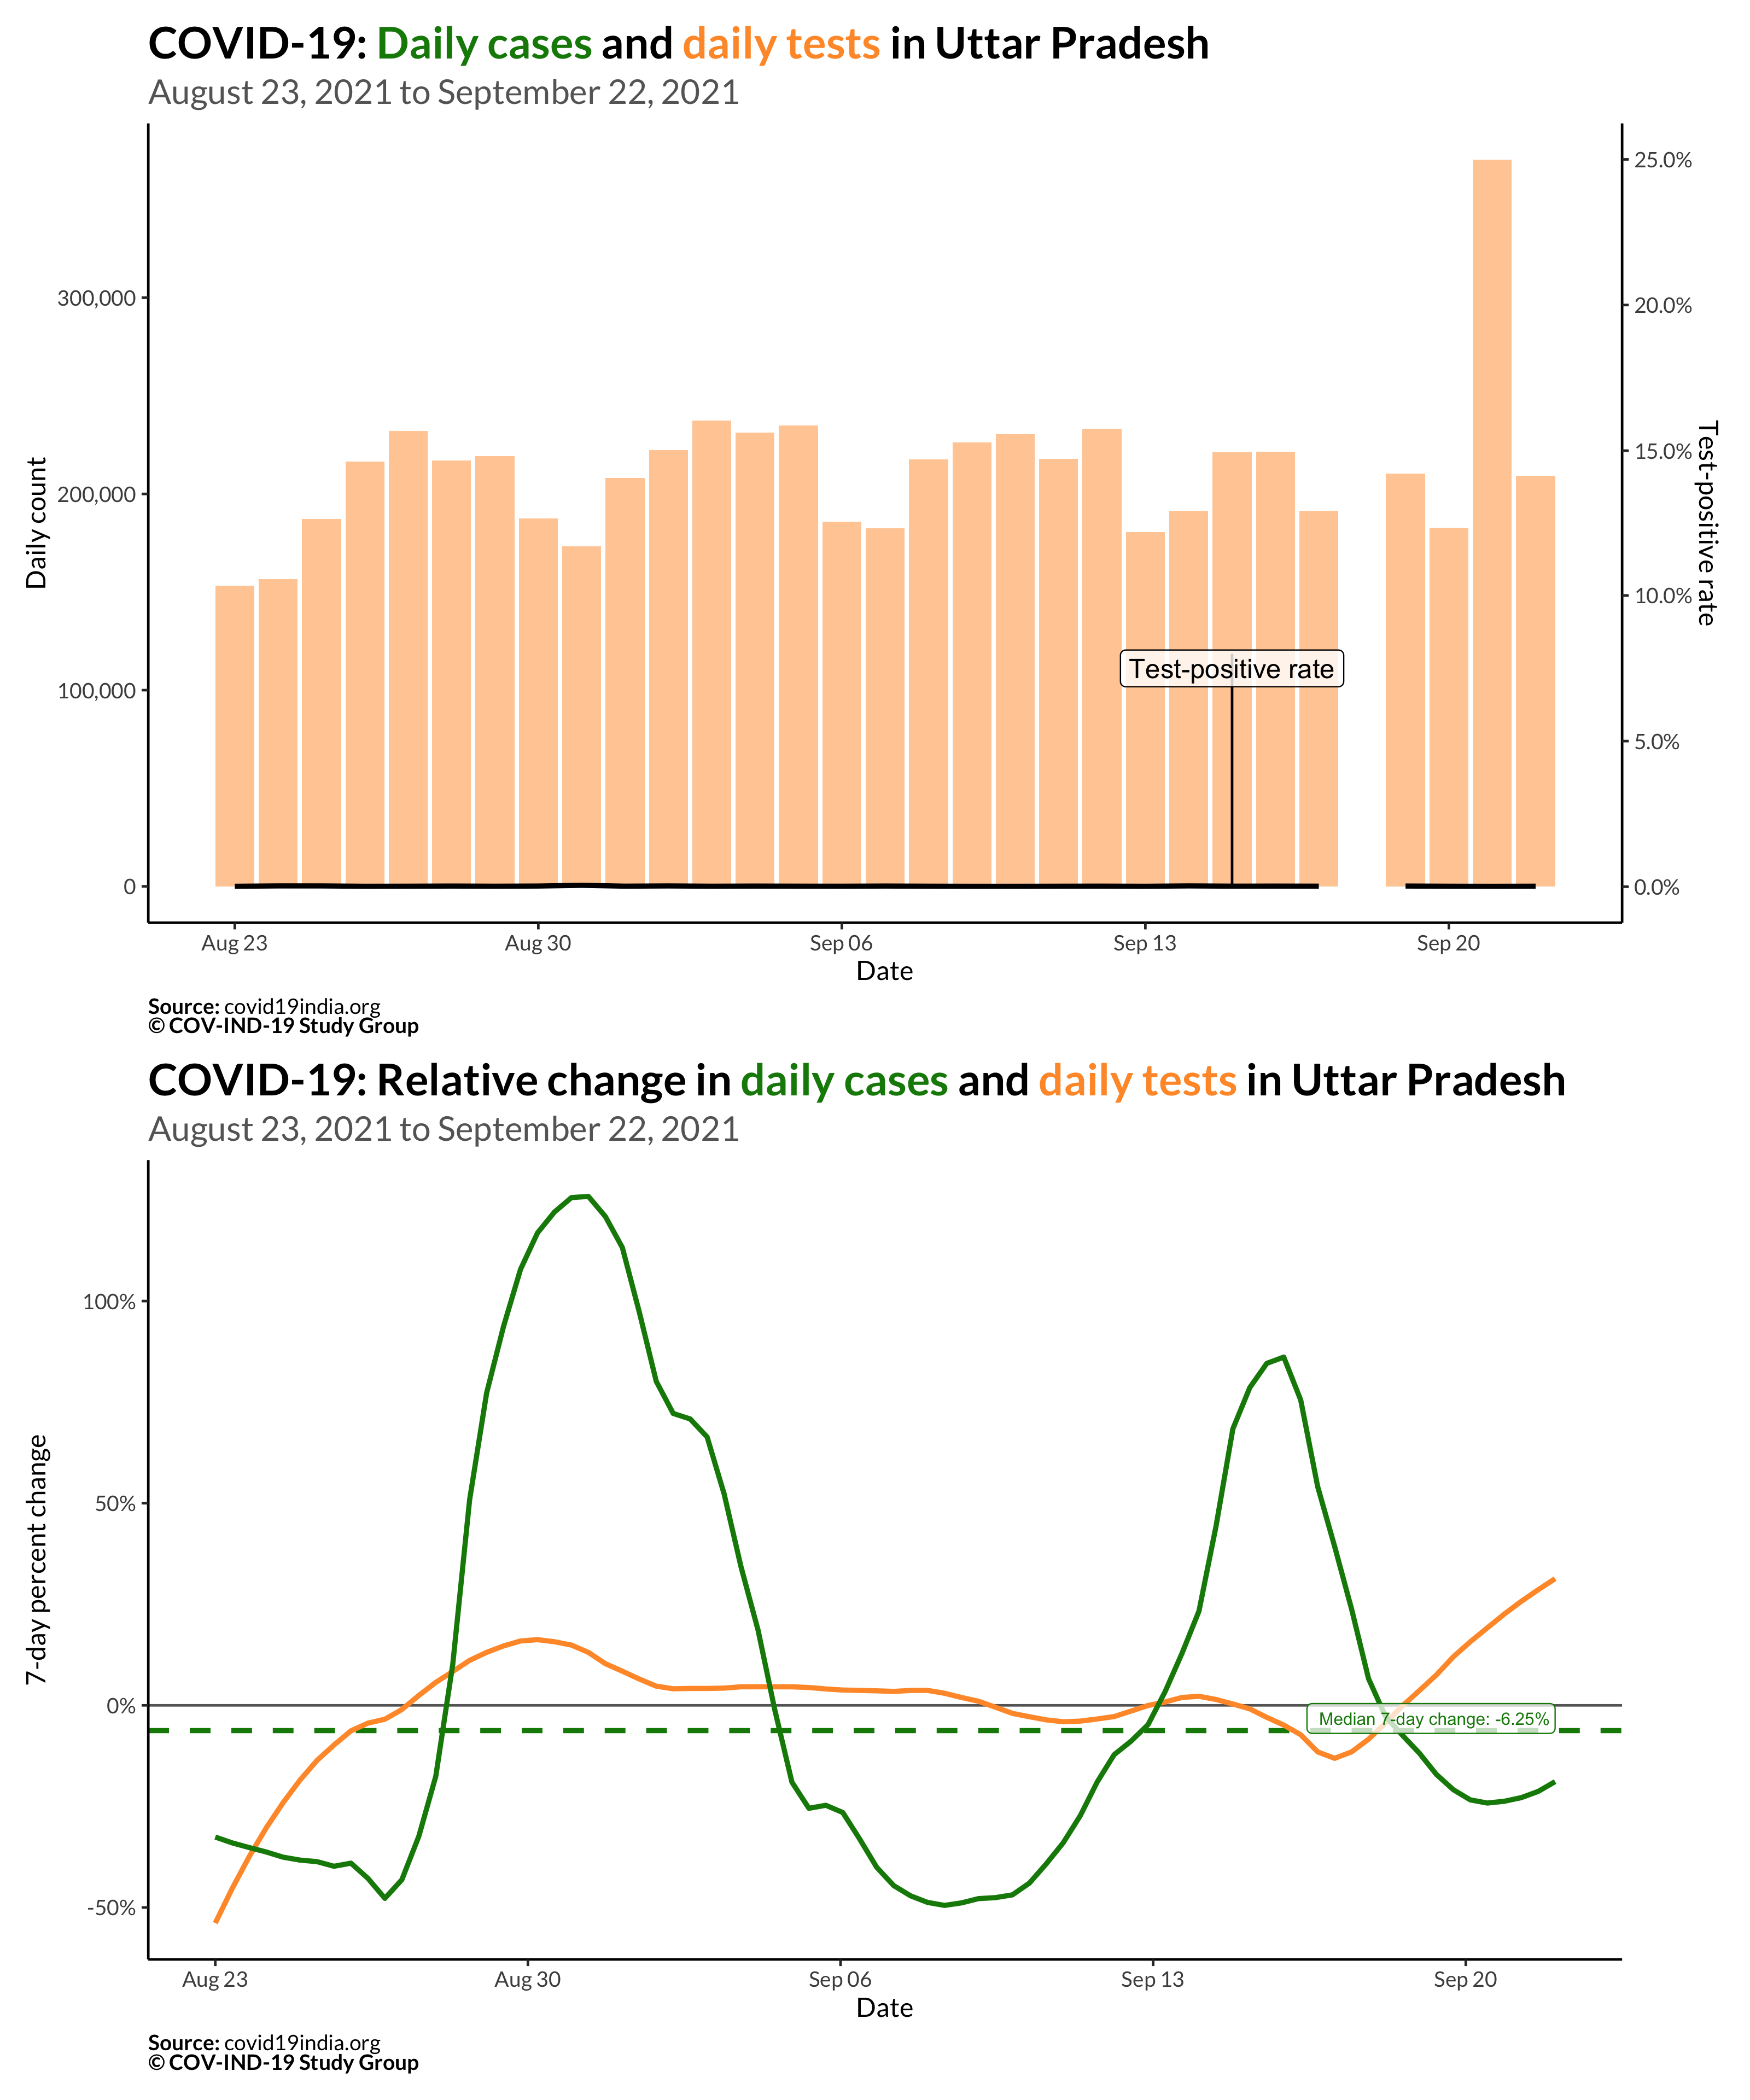 COVID-19: Daily cases and daily tests in Uttar Pradesh
August 23, 2021 to September 22, 2021
Daily count
300,000
200,000
100,000
0
25.0%
20.0%
15.0%
10.0%
5.0%
0.0%
Test-positive rate
Test-positive rate
Aug 23
Aug 30
Sep 06
Sep 13
Sep 20
Date
Source: covid19india.org
© COV-IND-19 Study Group
COVID-19: Relative change in daily cases and daily tests in Uttar Pradesh
August 23, 2021 to September 22, 2021
7-day percent change
100%
50%
0%
-50%
Median 7-day change: -6.25%
Aug 23
Aug 30
Sep 06
Sep 13
Sep 20
Date
Source: covid19india.org
© COV-IND-19 Study Group